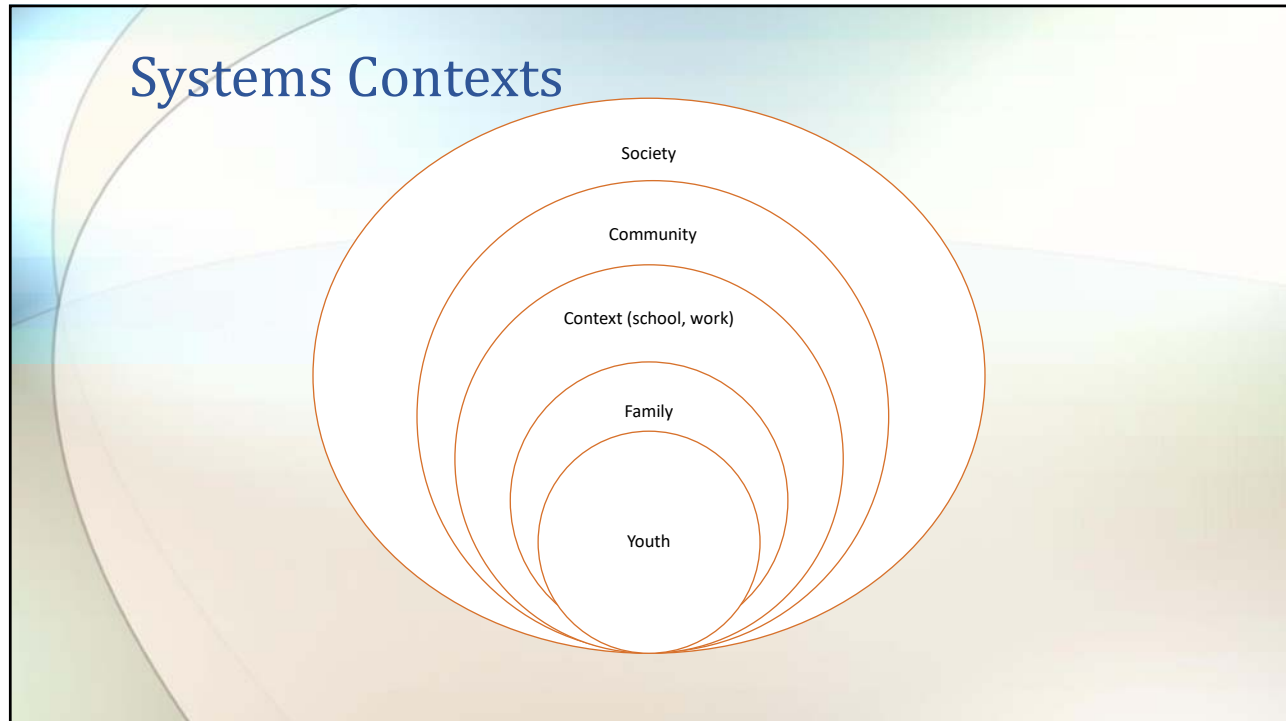 Systems Contexts
Society
Community
Context (school, work)
Family
Youth